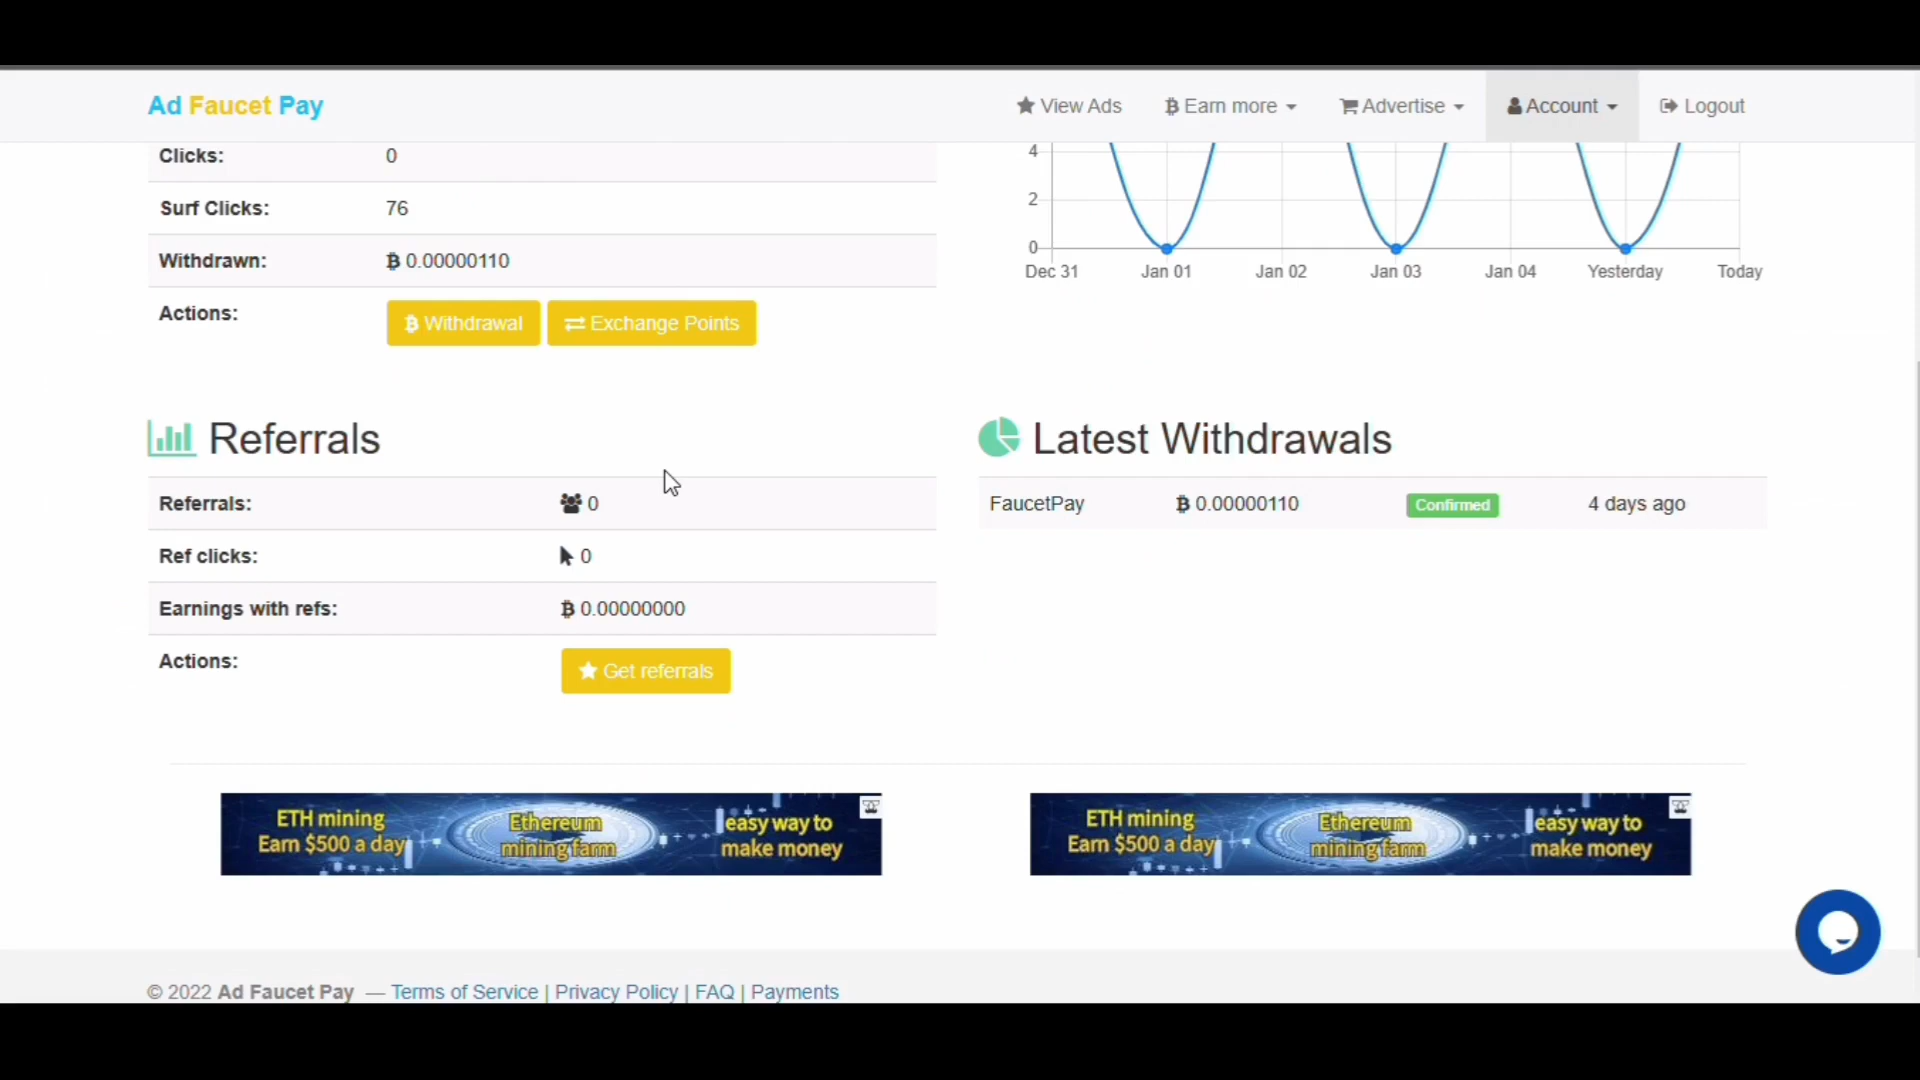 Ad Faucet Pay
View Ads
Earn more
Advertise
Account
Logout
Clicks: 0
Surf Clicks: 76
Withdrawn: ₿ 0.00000110
Actions: Withdrawal Exchange Points
4
2
0
Dec 31 Jan 01 Jan 02 Jan 03 Jan 04 Yesterday Today
Referrals
Referrals: 0
Ref clicks: 0
Earnings with refs: ₿ 0.00000000
Actions: Get referrals
Latest Withdrawals
FaucetPay ₿ 0.00000110 Confirmed 4 days ago
ETH mining
Earn $500 a day
Ethereum
mining farm
easy way to
make money
ETH mining
Earn $500 a day
Ethereum
mining farm
easy way to
make money
© 2022 Ad Faucet Pay — Terms of Service | Privacy Policy | FAQ | Payments